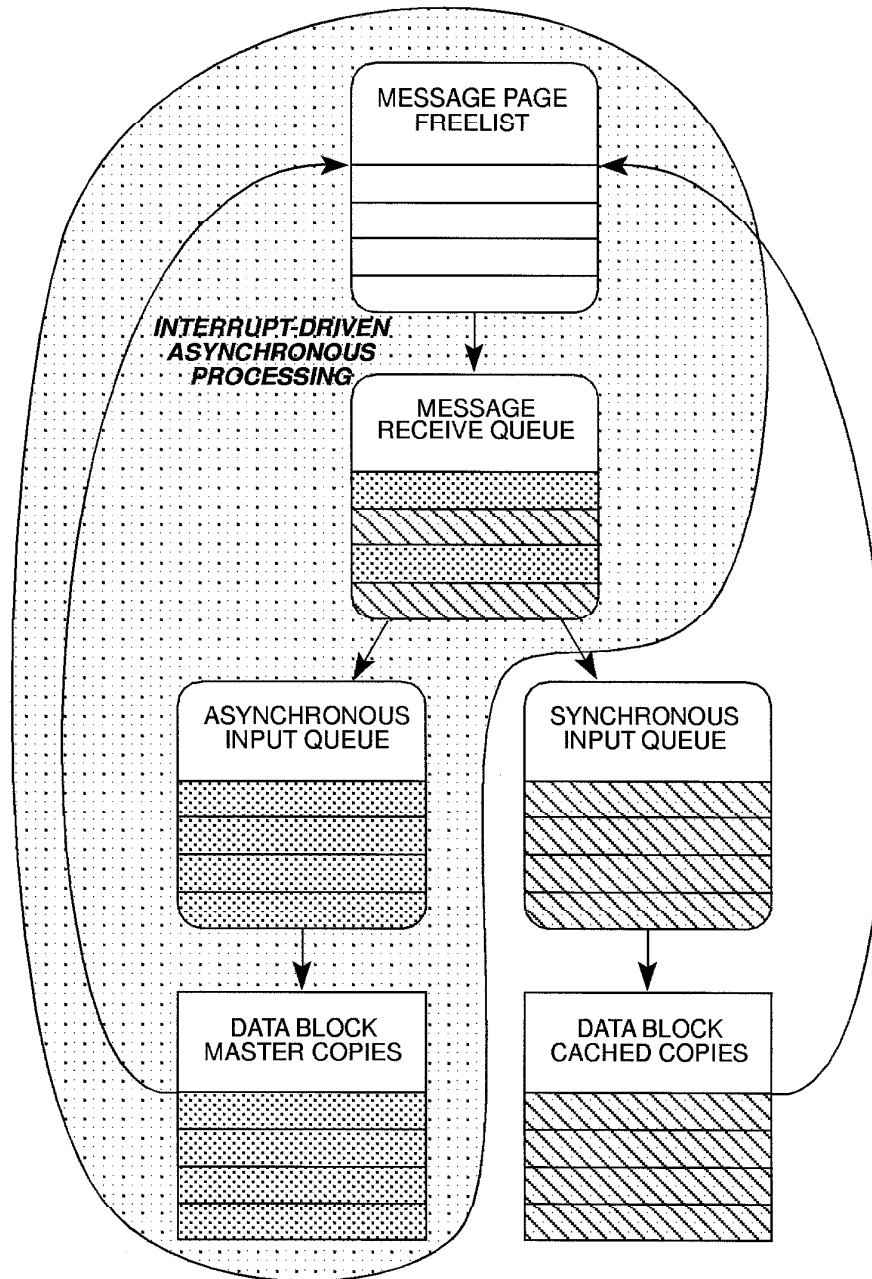 MESSAGE PAGE
FREELIST
INTERRUPT-DRIVEN
ASYNCHRONOUS
PROCESSING
MESSAGE
RECEIVE QUEUE
ASYNCHRONOUS
INPUT QUEUE
SYNCHRONOUS
INPUT QUEUE
DATA BLOCK
MASTER COPIES
DATA BLOCK
CACHED COPIES